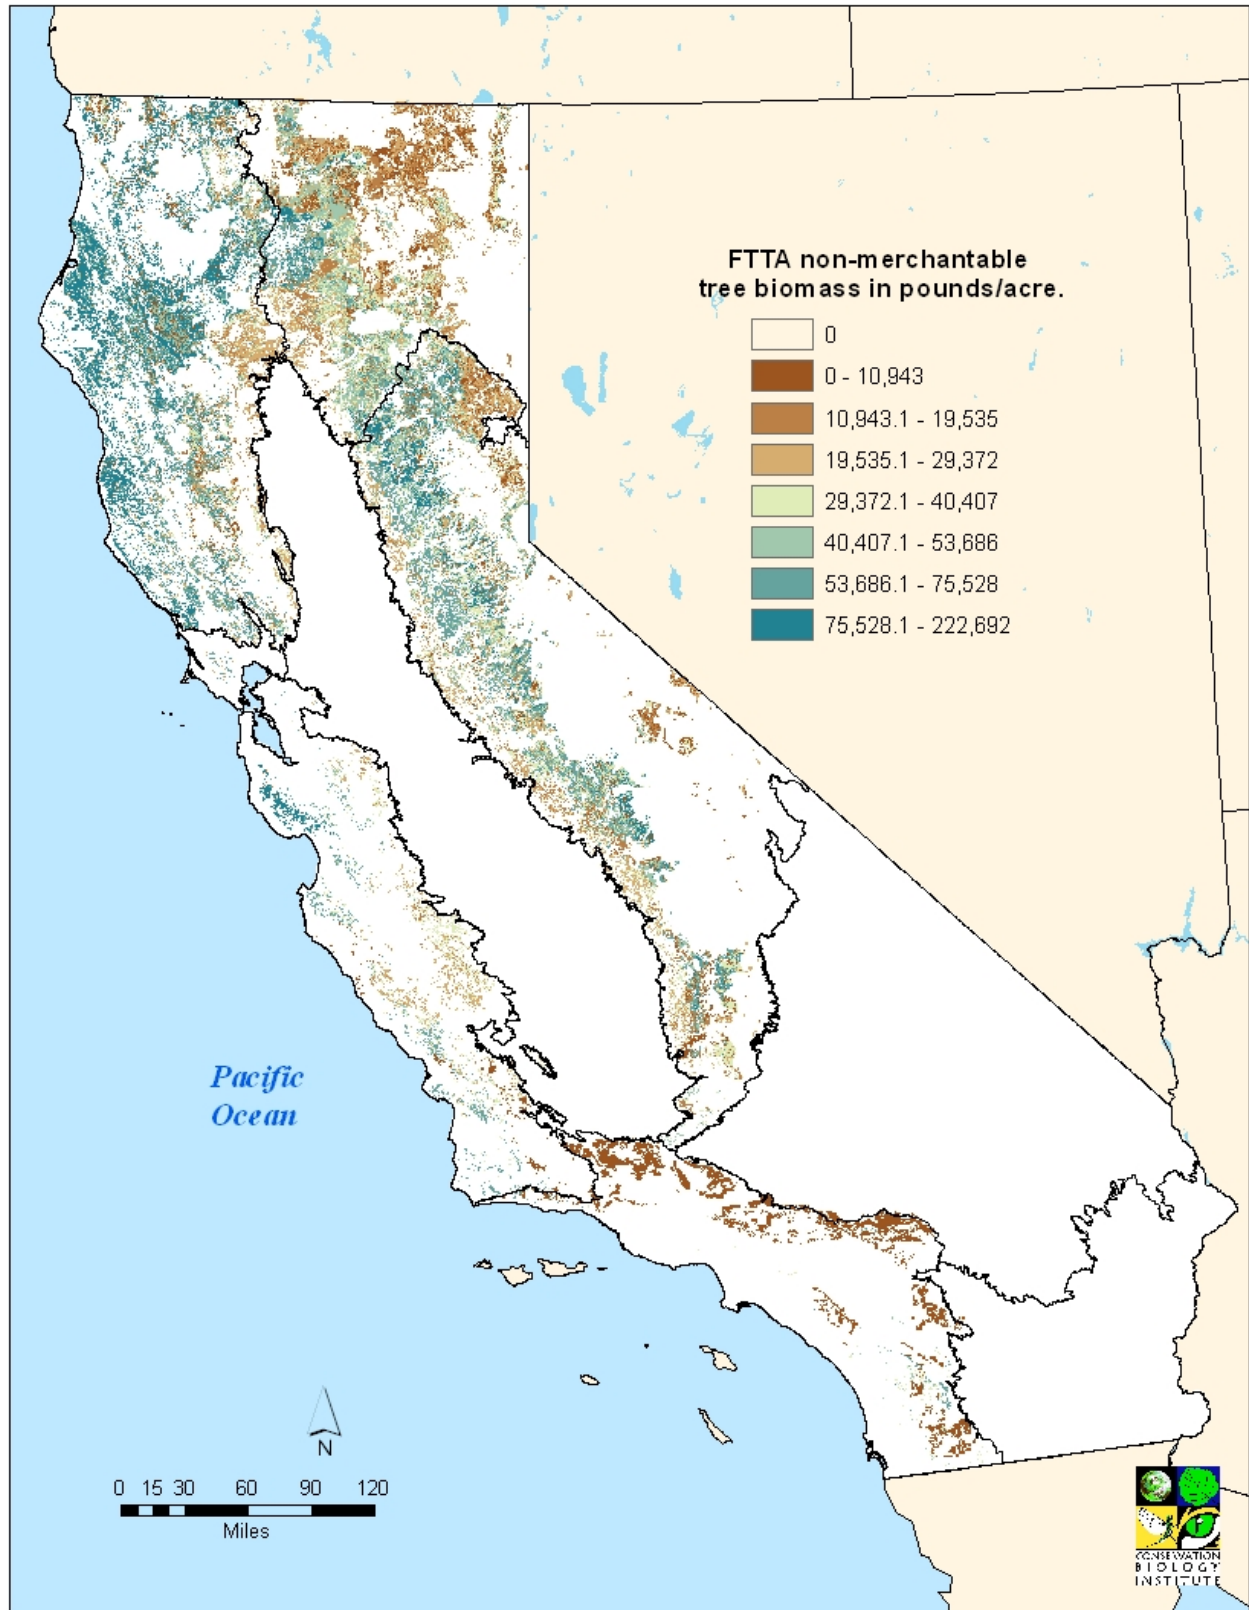 FTTA non-merchantable
tree biomass in pounds/acre.
0
0 - 10,943
10,943.1 - 19,535
19,535.1 - 29,372
29,372.1 - 40,407
40,407.1 - 53,686
53,686.1 - 75,528
75,528.1 - 222,692
Pacific
Ocean
N
0 15 30 60 90 120
Miles
CONSERVATION
BIOLOGY
INSTITUTE